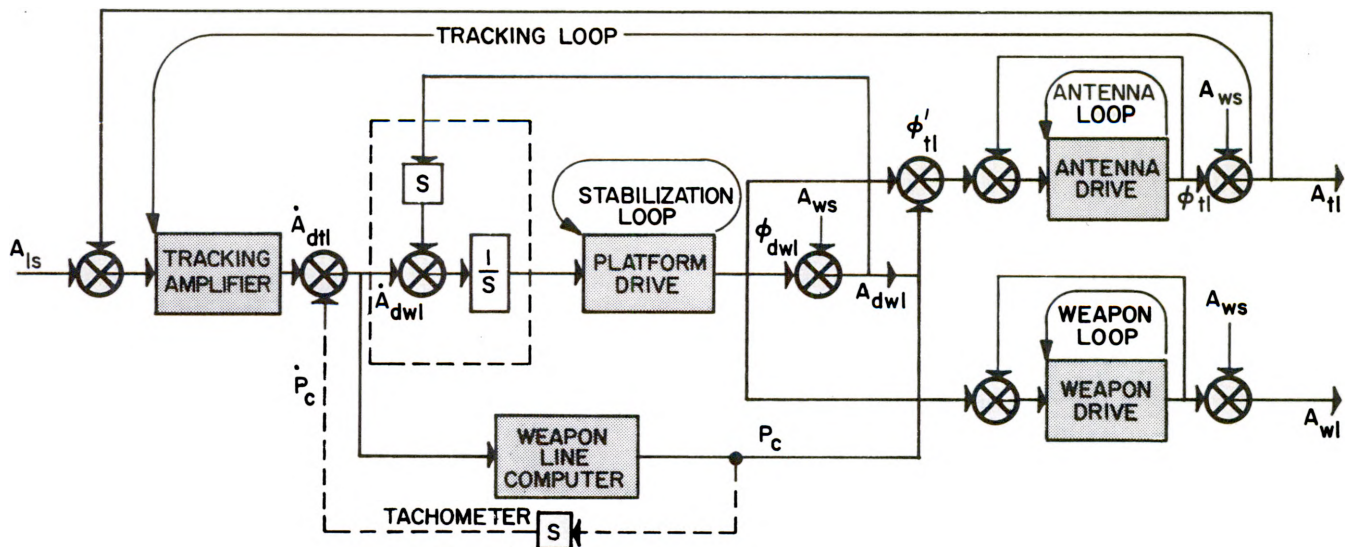 TRACKING LOOP
A_ls
TRACKING
AMPLIFIER
Ȧ_dtl
S
Ȧ_dwl
1
S
STABILIZATION
LOOP
PLATFORM
DRIVE
ϕ_dwl
A_ws
A_dwl
ϕ'_tl
ANTENNA
LOOP
ANTENNA
DRIVE
ϕ_tl
A_ws
A_tl
WEAPON
LOOP
WEAPON
DRIVE
A_ws
A_wl
Ṗ_c
WEAPON
LINE
COMPUTER
P_c
TACHOMETER
S